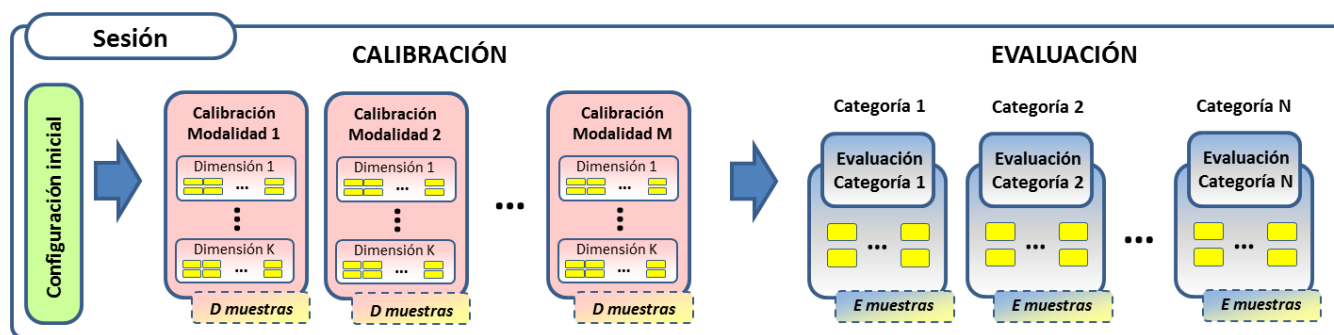 Sesión
CALIBRACIÓN
EVALUACIÓN
Configuración inicial
Calibración
Modalidad 1
Dimensión 1
...
Dimensión K
...
D muestras
Calibración
Modalidad 2
Dimensión 1
...
Dimensión K
...
D muestras
...
Calibración
Modalidad M
Dimensión 1
...
Dimensión K
...
D muestras
Categoría 1
Evaluación
Categoría 1
...
E muestras
Categoría 2
Evaluación
Categoría 2
...
E muestras
...
Categoría N
Evaluación
Categoría N
...
E muestras